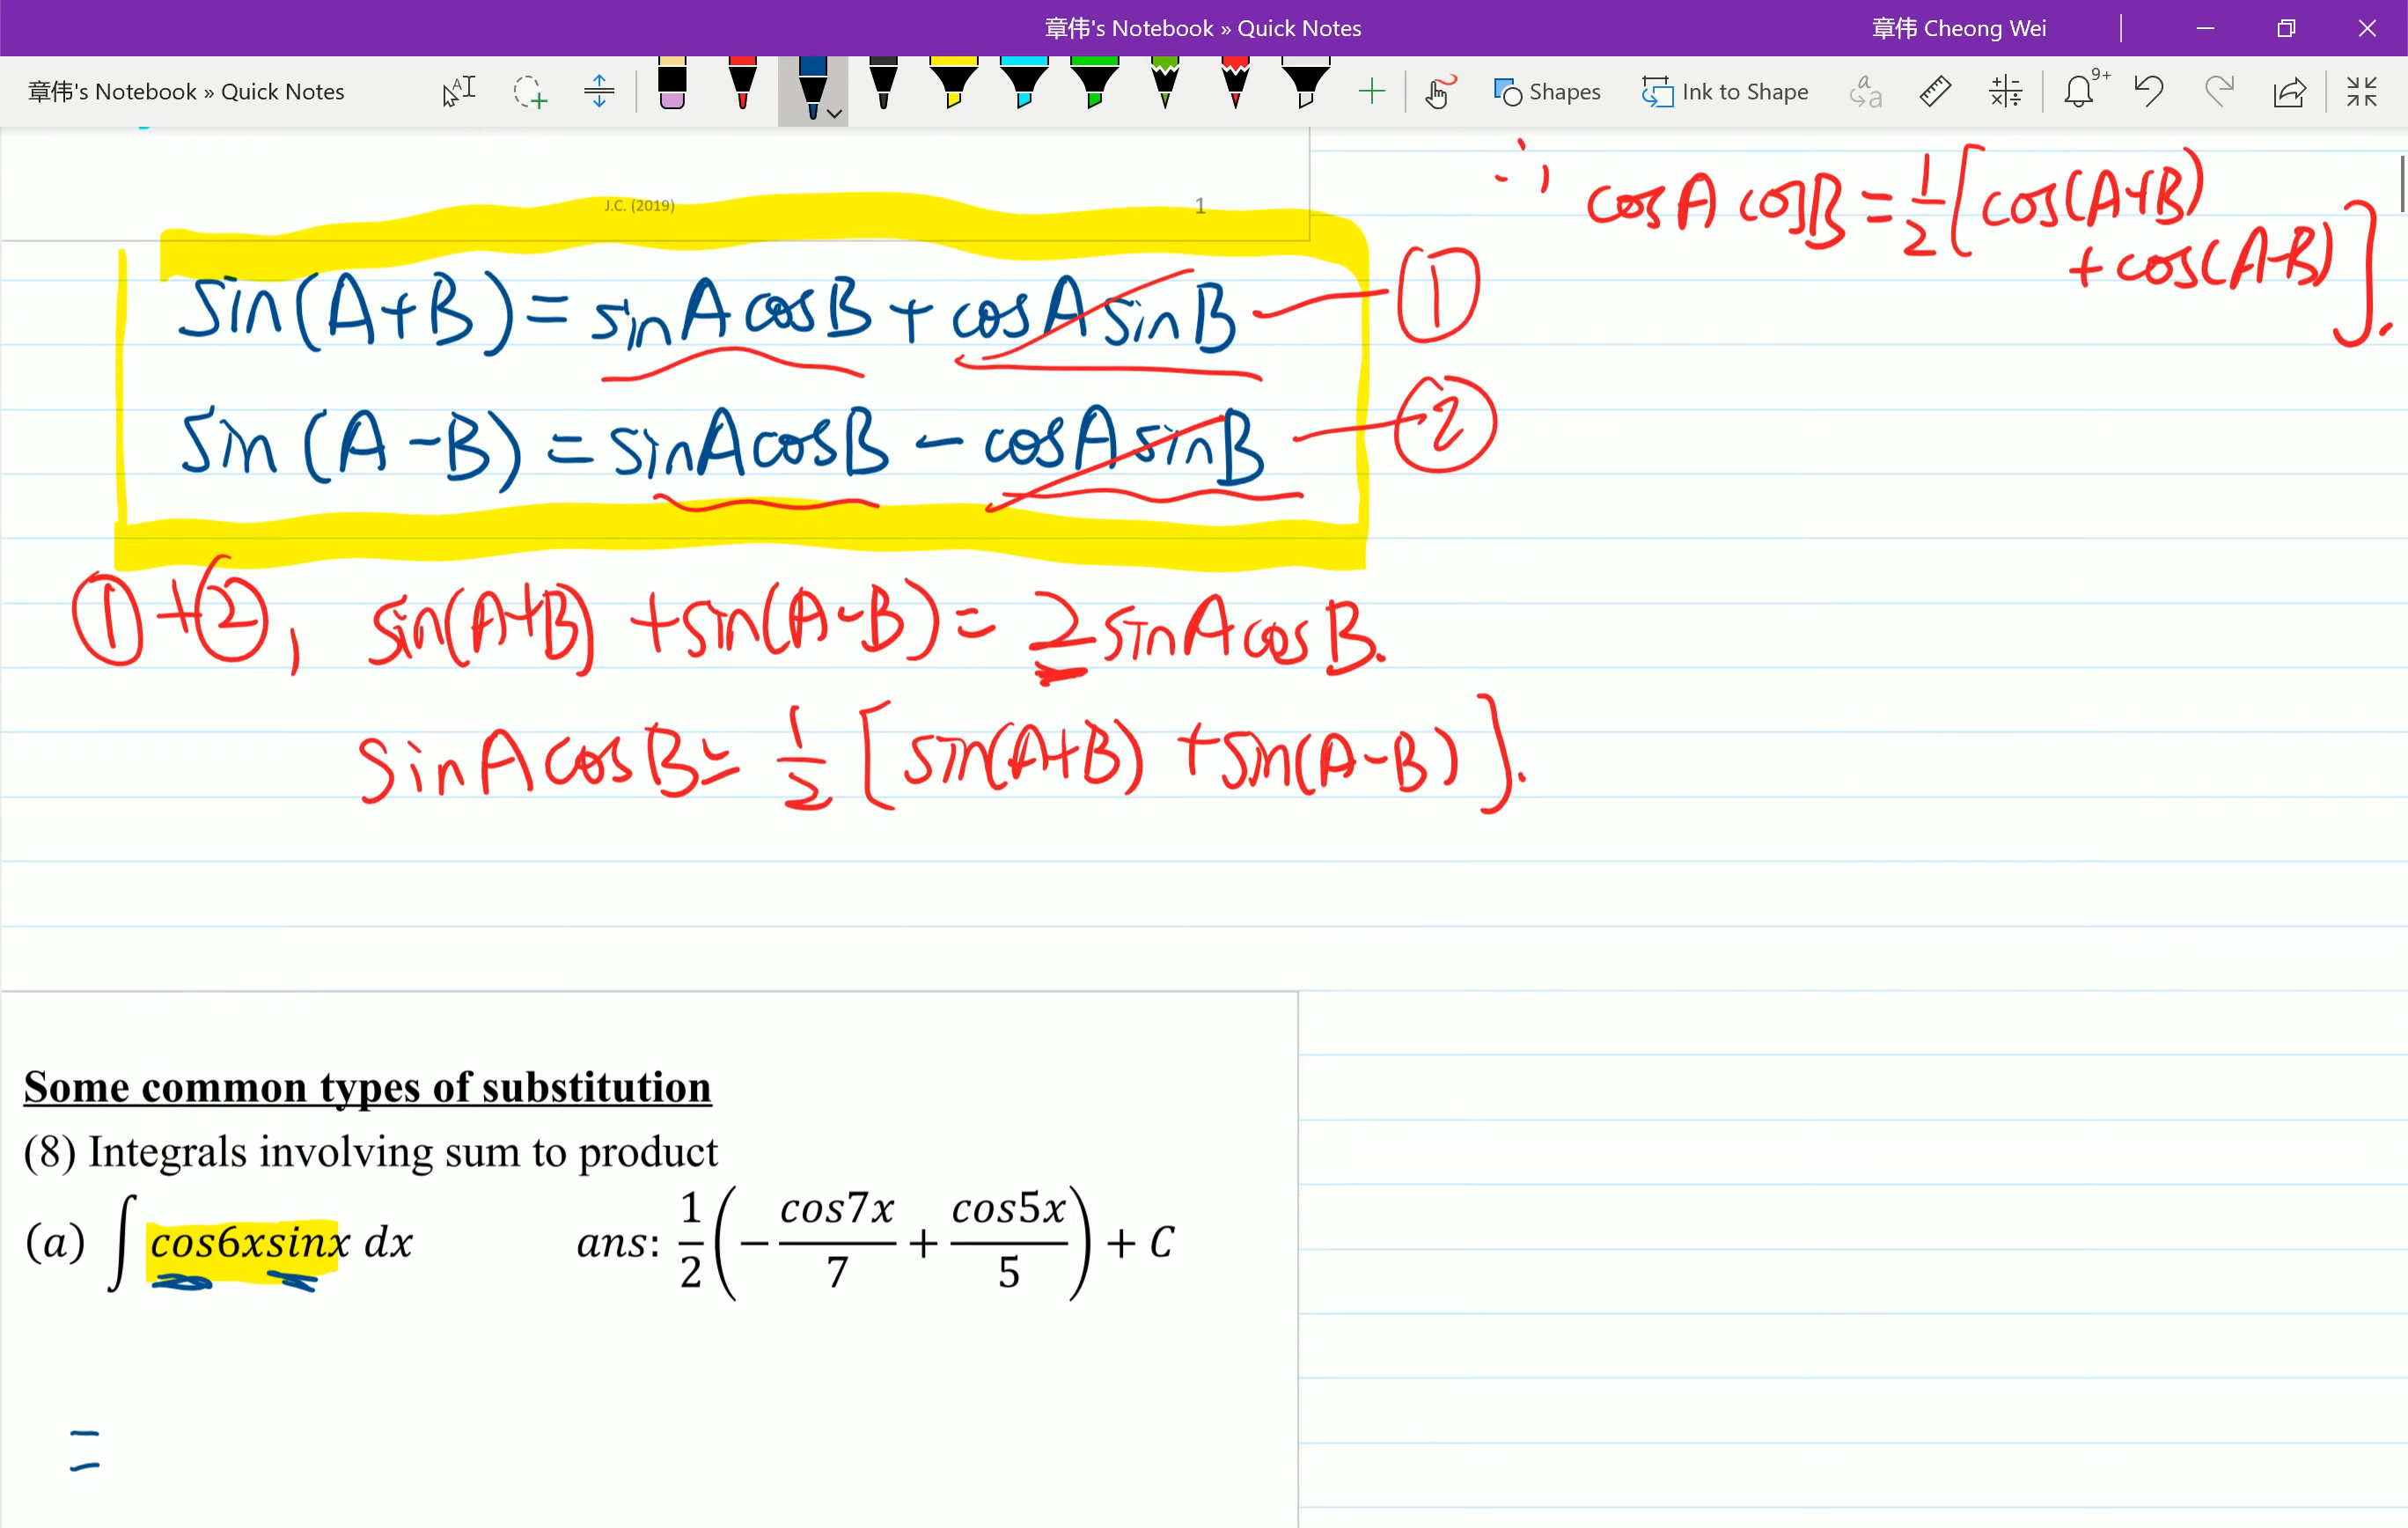 章伟's Notebook » Quick Notes
章伟 Cheong Wei
章伟's Notebook » Quick Notes
Shapes
Ink to Shape
9+
J.C. (2019)
1
∴, cosA cosB = 1/2 [cos(A+B)
+ cos(A-B)].
sin(A+B) = sinA cosB + cosA sinB — ①
sin(A-B) = sinA cosB - cosA sinB — ②
① + ②, sin(A+B) + sin(A-B) = 2 sinA cosB.
sinA cosB = 1/2 [sin(A+B) + sin(A-B)].
Some common types of substitution
(8) Integrals involving sum to product
(a) ∫ cos6xsinx dx ans: 1/2 (- cos7x/7 + cos5x/5) + C
=